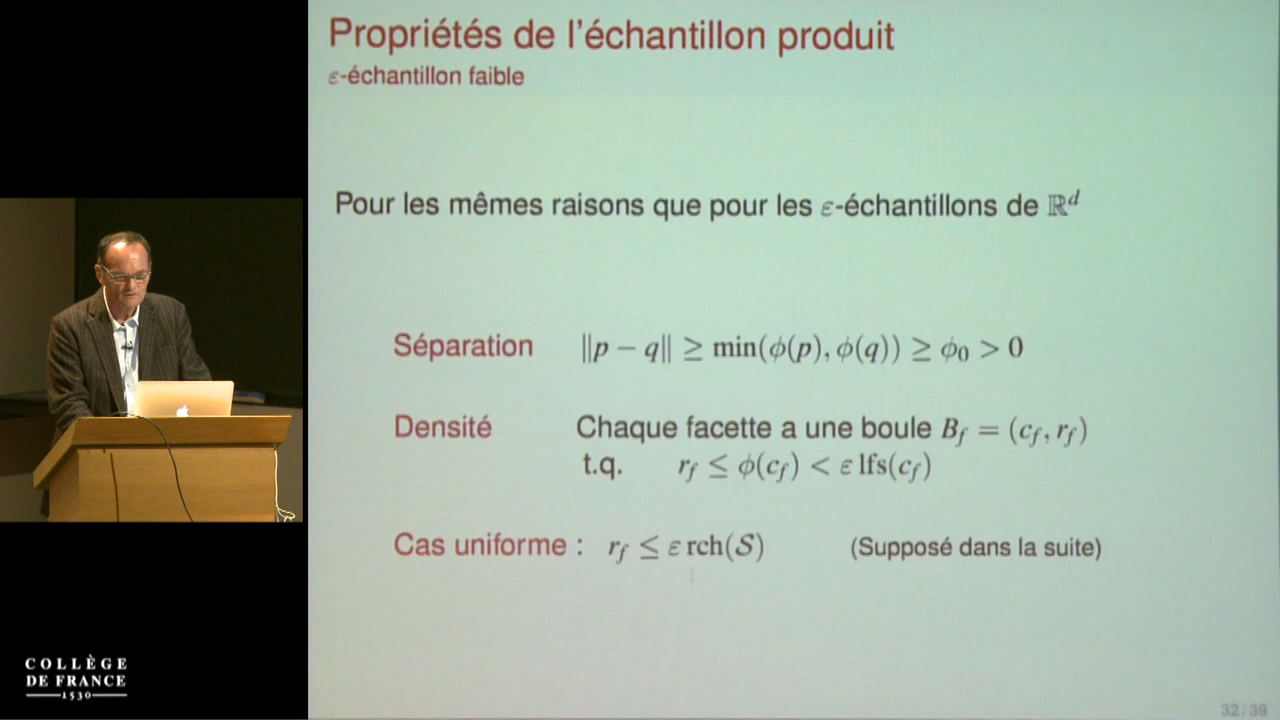 Propriétés de l'échantillon produit
ε-échantillon faible
Pour les mêmes raisons que pour les ε-échantillons de ℝᵈ
Séparation ‖p − q‖ ≥ min(ϕ(p), ϕ(q)) ≥ ϕ₀ > 0
Densité Chaque facette a une boule B_f = (c_f, r_f)
t.q. r_f ≤ ϕ(c_f) < ε lfs(c_f)
Cas uniforme : r_f ≤ ε rch(𝒮) (Supposé dans la suite)
32/39
COLLÈGE
DE FRANCE
1530